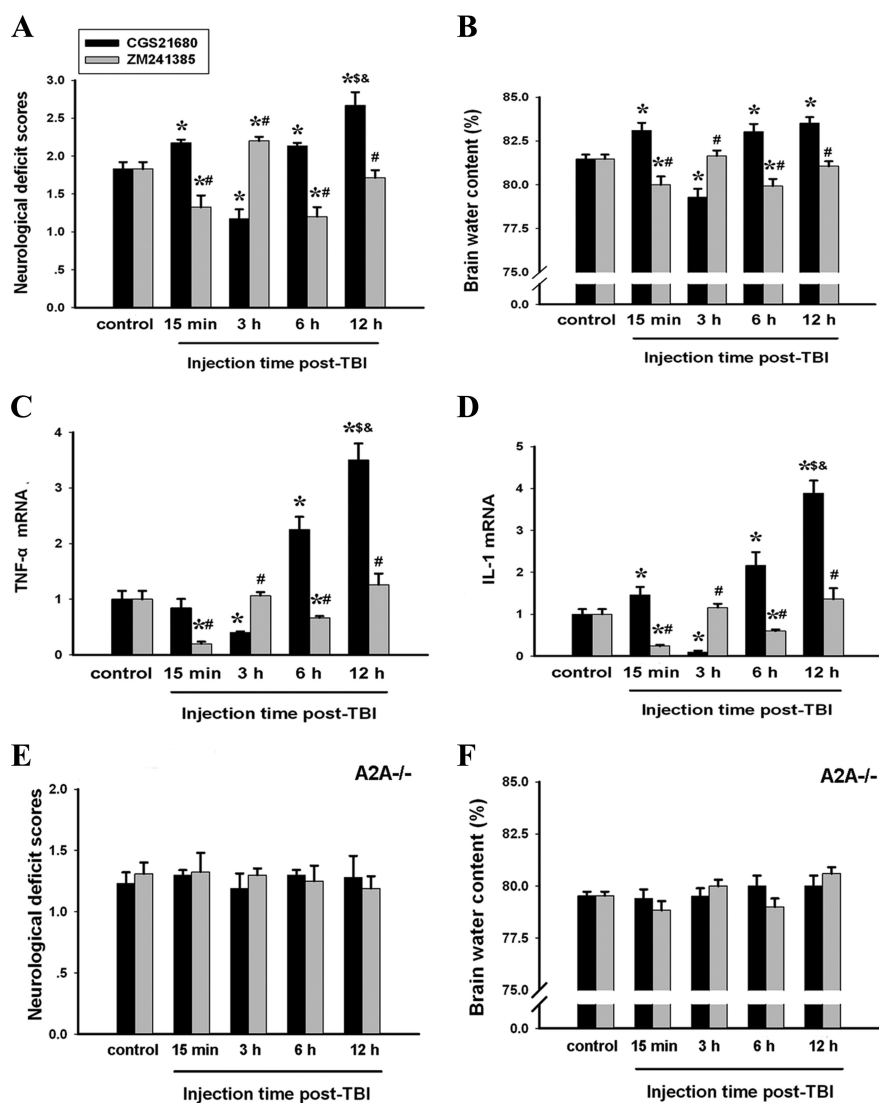 A
CGS21680
ZM241385
Neurological deficit scores
3.0
2.5
2.0
1.5
1.0
.5
0.0
*
*#
*
*#
*
*#
*$&
#
control 15 min 3 h 6 h 12 h
Injection time post-TBI
B
Brain water content (%)
85.0
82.5
80.0
77.5
75.0
0.0
*
*#
*
#
*
*#
*
#
control 15 min 3 h 6 h 12 h
Injection time post-TBI
C
TNF-α mRNA .
4
3
2
1
0
*#
*
#
*
*#
*$&
#
control 15 min 3 h 6 h 12 h
Injection time post-TBI
D
IL-1 mRNA
5
4
3
2
1
0
*
*#
*
#
*
*#
*$&
#
control 15 min 3 h 6 h 12 h
Injection time post-TBI
E
A2A-/-
Neurological deficit scores
2.0
1.5
1.0
.5
0.0
control 15 min 3 h 6 h 12 h
Injection time post-TBI
F
A2A-/-
Brain water content (%)
85.0
82.5
80.0
77.5
75.0
0.0
control 15 min 3 h 6 h 12 h
Injection time post-TBI